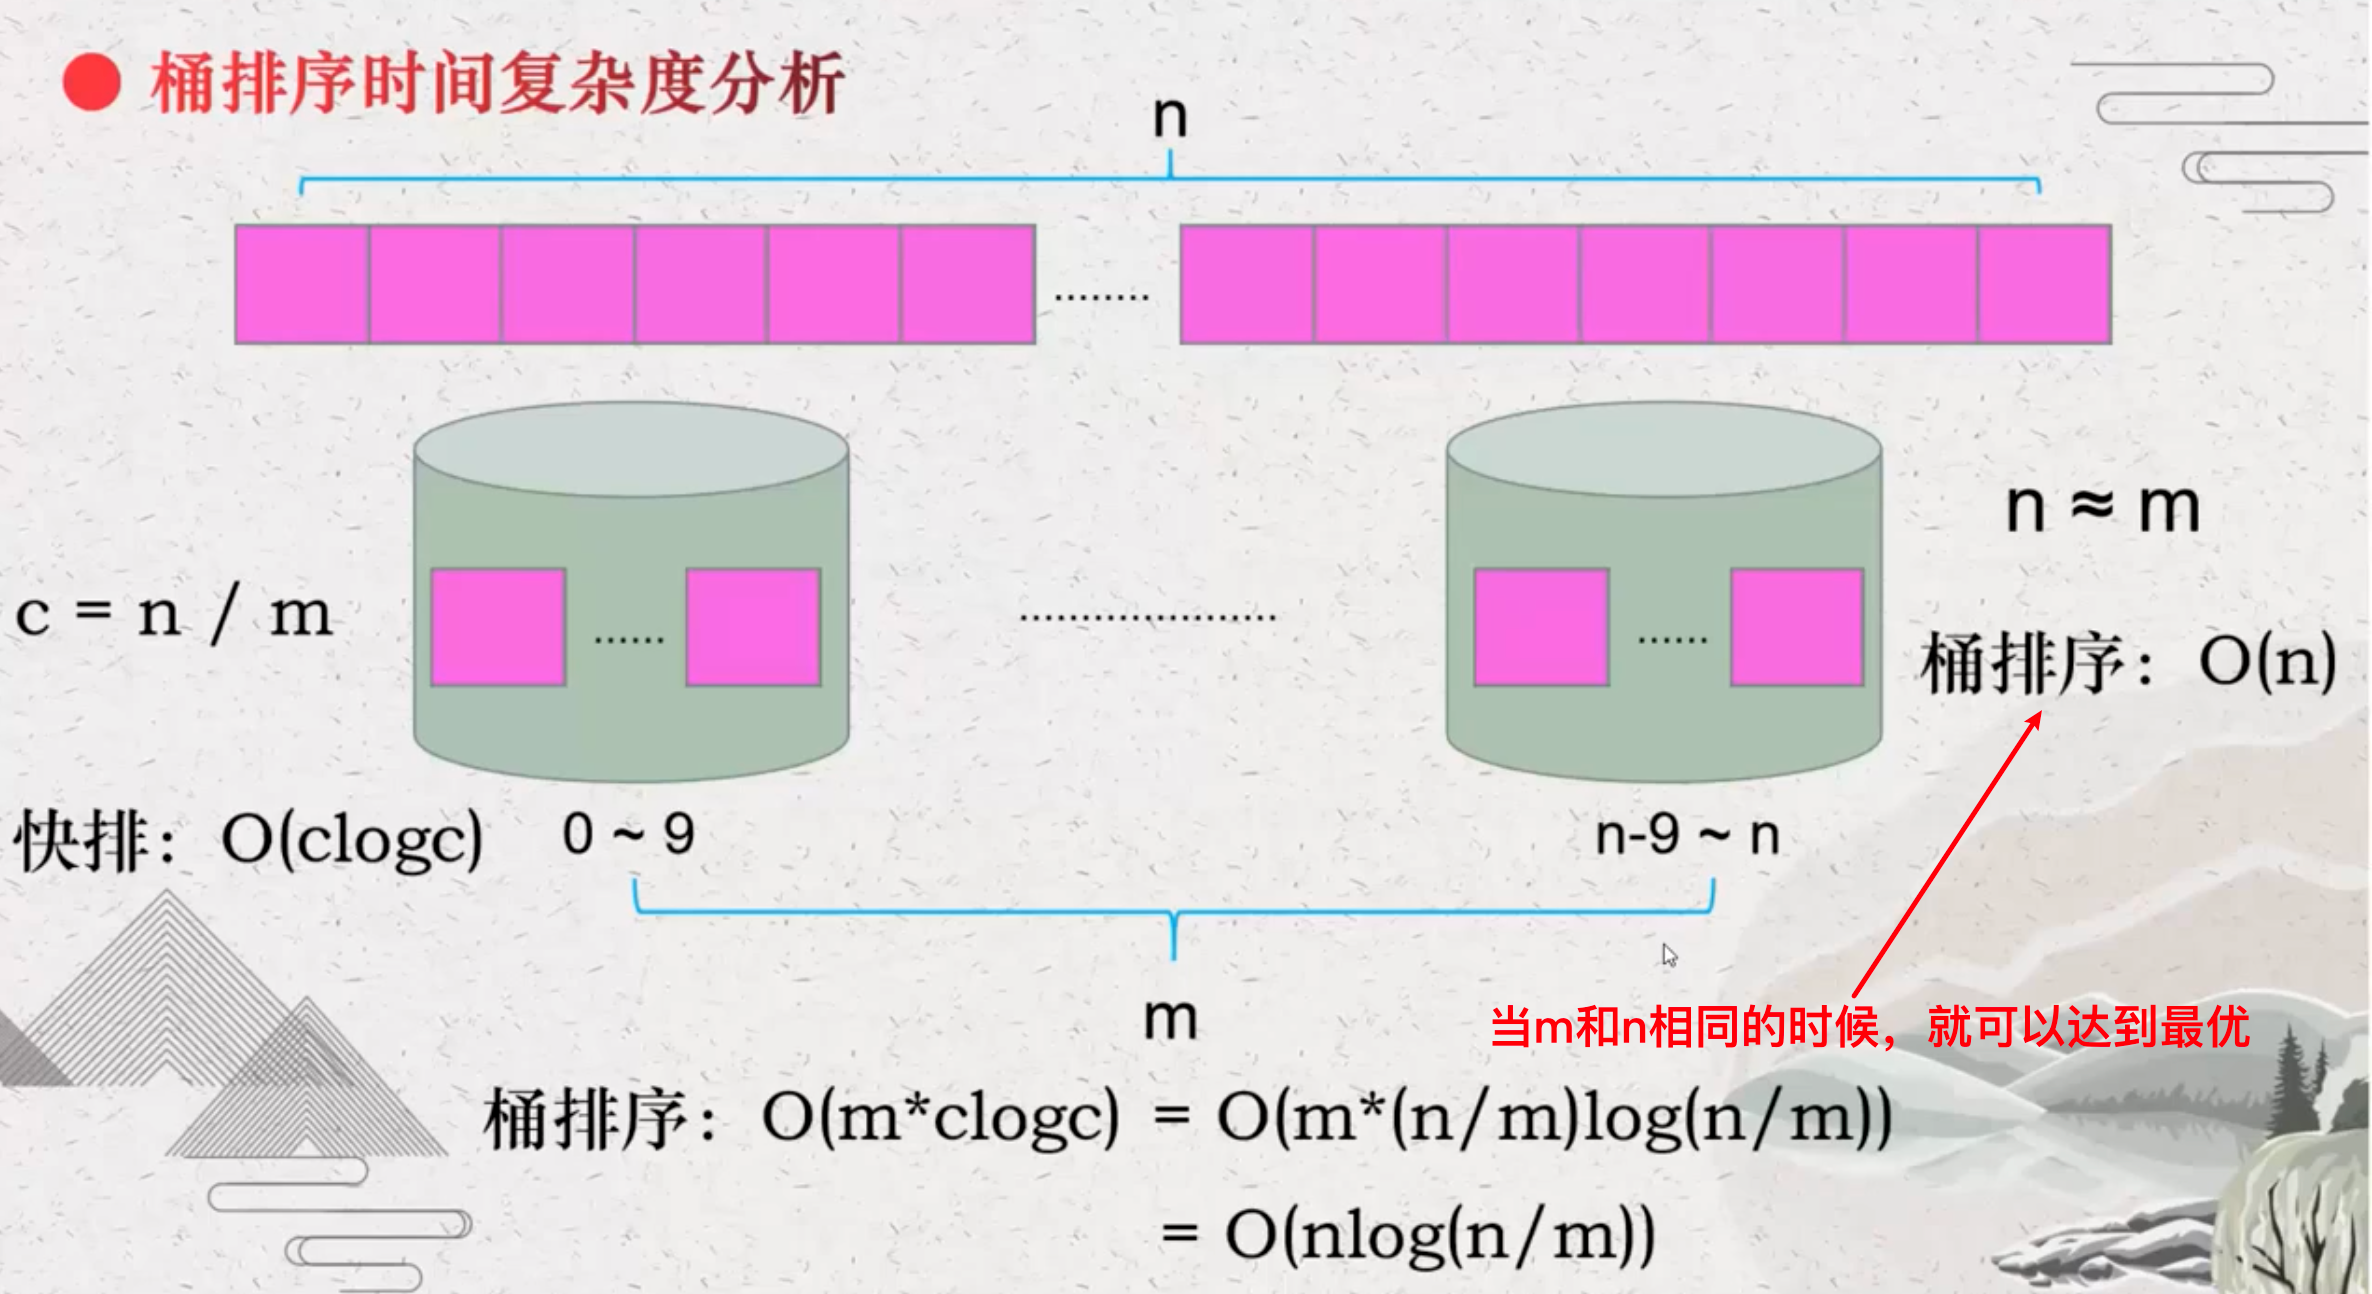 桶排序时间复杂度分析
n
........
n ≈ m
c = n / m
......
.....................
......
桶排序：O(n)
快排：O(clogc)
0 ~ 9
n-9 ~ n
m
当m和n相同的时候，就可以达到最优
桶排序：O(m*clogc) = O(m*(n/m)log(n/m))
= O(nlog(n/m))